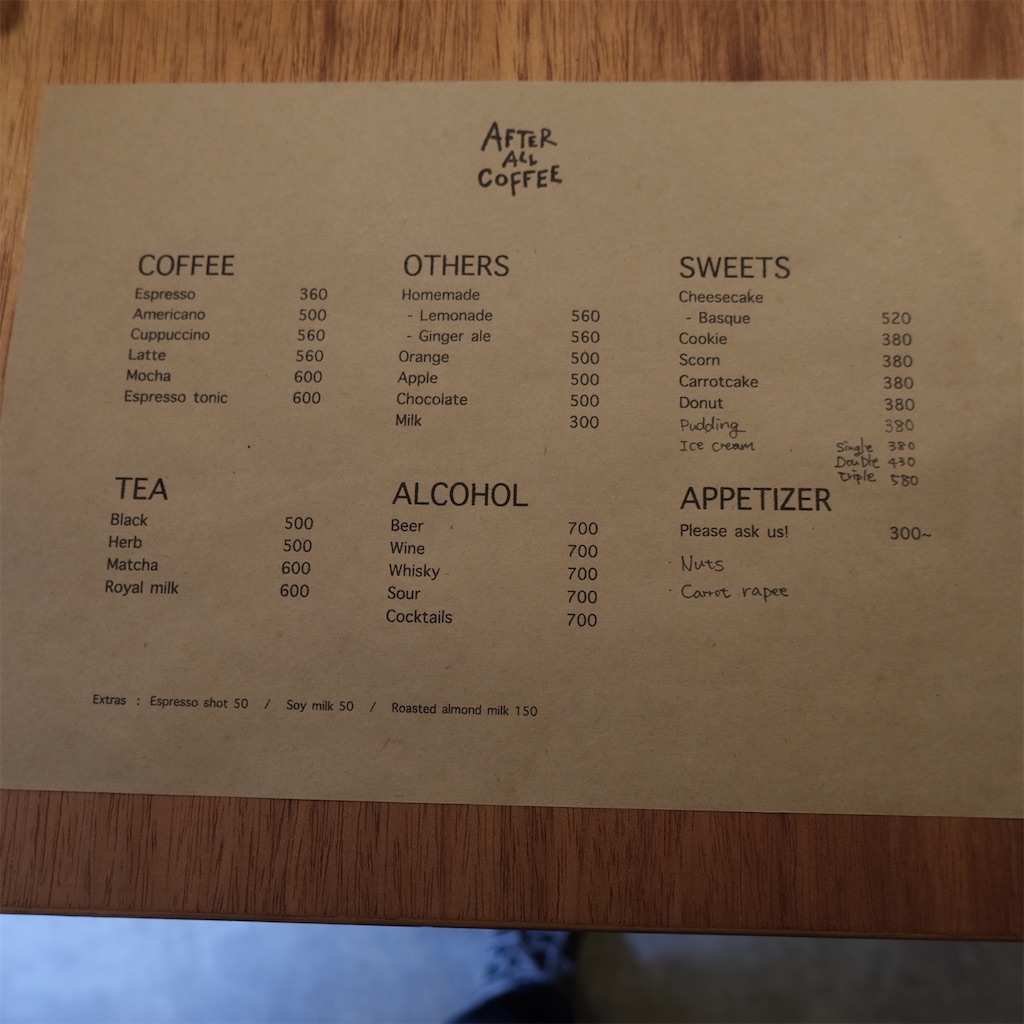 AFTER
ALL
COFFEE
COFFEE
Espresso 360
Americano 500
Cuppuccino 560
Latte 560
Mocha 600
Espresso tonic 600
OTHERS
Homemade
- Lemonade 560
- Ginger ale 560
Orange 500
Apple 500
Chocolate 500
Milk 300
SWEETS
Cheesecake
- Basque 520
Cookie 380
Scorn 380
Carrotcake 380
Donut 380
Pudding 380
Ice cream Single 380
Double 430
triple 580
TEA
Black 500
Herb 500
Matcha 600
Royal milk 600
ALCOHOL
Beer 700
Wine 700
Whisky 700
Sour 700
Cocktails 700
APPETIZER
Please ask us! 300~
· Nuts
· Carrot rapee
Extras : Espresso shot 50 / Soy milk 50 / Roasted almond milk 150